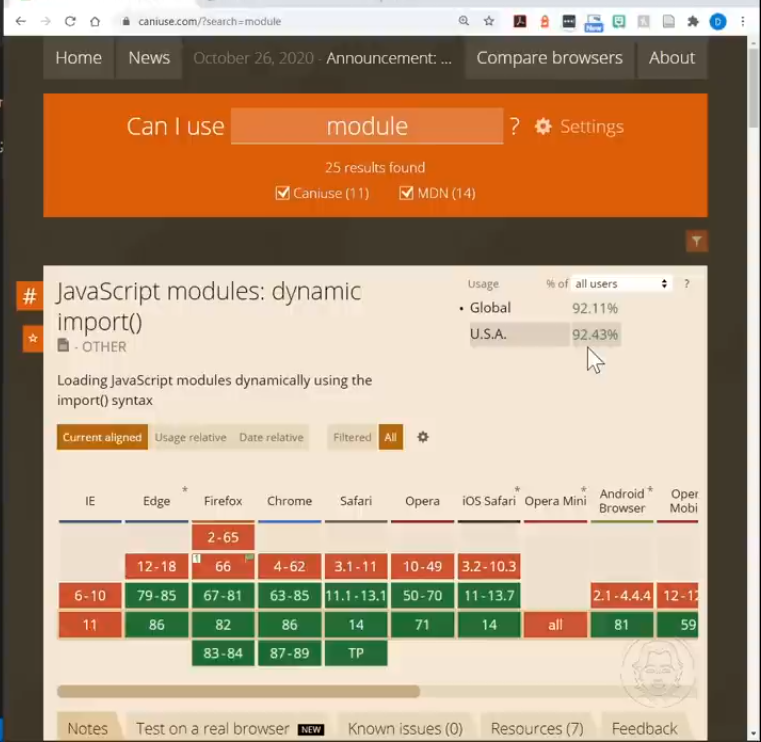 caniuse.com/?search=module
New
D
Home
News
October 26, 2020 - Announcement: ...
Compare browsers
About
Can I use
module
?
Settings
25 results found
Caniuse (11)
MDN (14)
#
JavaScript modules: dynamic
import()
- OTHER
Usage
% of all users
?
Global
92.11%
U.S.A.
92.43%
Loading JavaScript modules dynamically using the
import() syntax
Current aligned
Usage relative
Date relative
Filtered
All
IE
Edge
*
Firefox
Chrome
Safari
Opera
iOS Safari
*
Opera Mini
*
Android
*
Browser
Oper
Mobi
2-65
12-18
1
66
4-62
3.1-11
10-49
3.2-10.3
6-10
79-85
67-81
63-85
11.1-13.1
50-70
11-13.7
2.1-4.4.4
12-12
11
86
82
86
14
71
14
all
81
59
83-84
87-89
TP
Notes
Test on a real browser NEW
Known issues (0)
Resources (7)
Feedback